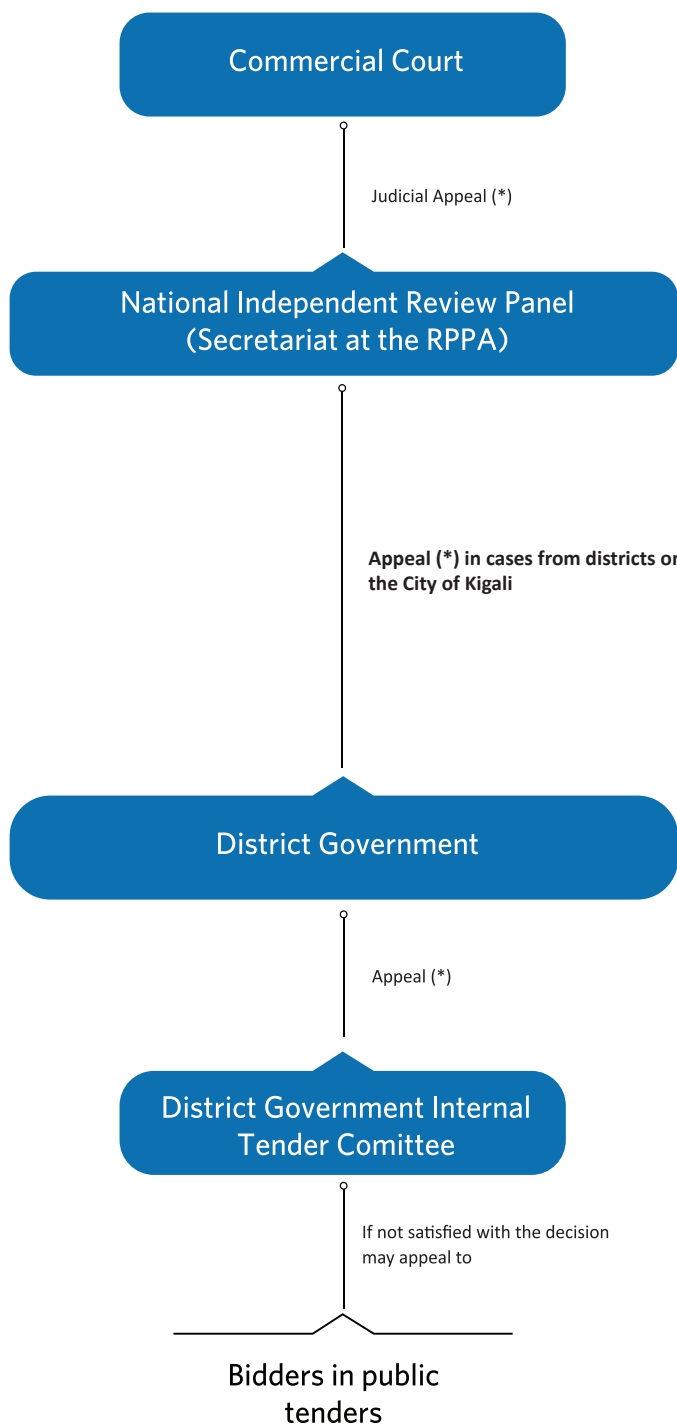 Commercial Court
Judicial Appeal (*)
National Independent Review Panel
(Secretariat at the RPPA)
Appeal (*) in cases from districts or
the City of Kigali
District Government
Appeal (*)
District Government Internal
Tender Comittee
If not satisfied with the decision
may appeal to
Bidders in public
tenders